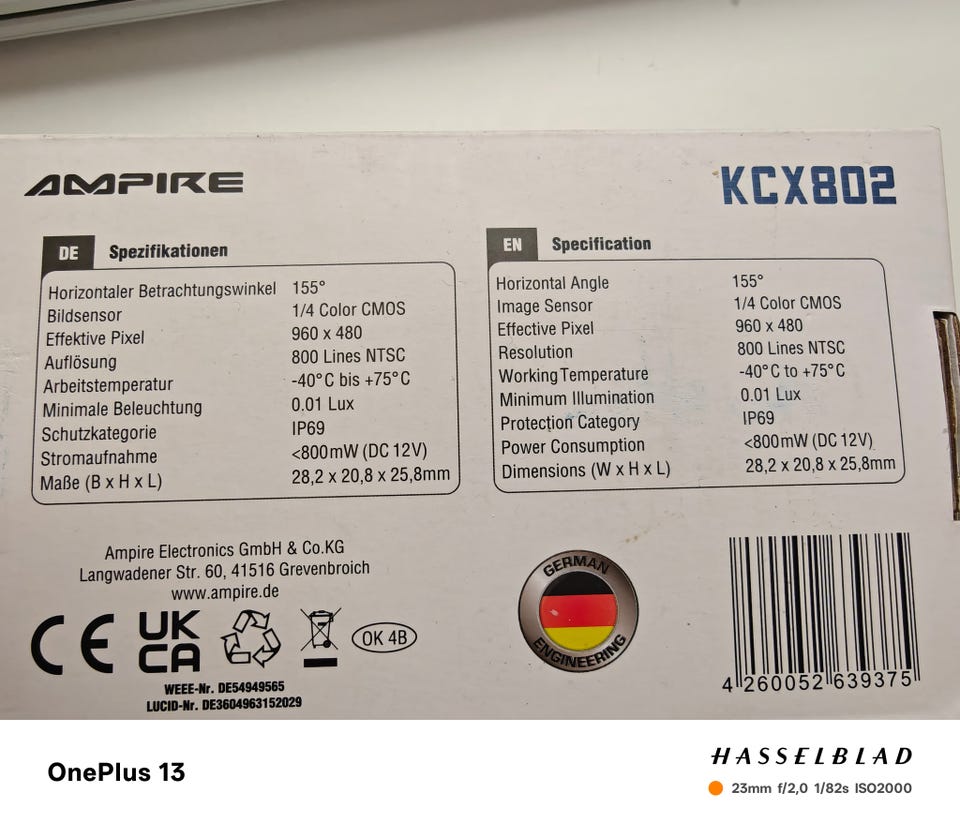 AMPIRE
KCX802
DE Spezifikationen
Horizontaler Betrachtungswinkel 155°
Bildsensor 1/4 Color CMOS
Effektive Pixel 960 x 480
Auflösung 800 Lines NTSC
Arbeitstemperatur -40°C bis +75°C
Minimale Beleuchtung 0.01 Lux
Schutzkategorie IP69
Stromaufnahme <800mW (DC 12V)
Maße (B x H x L) 28,2 x 20,8 x 25,8mm
EN Specification
Horizontal Angle 155°
Image Sensor 1/4 Color CMOS
Effective Pixel 960 x 480
Resolution 800 Lines NTSC
Working Temperature -40°C to +75°C
Minimum Illumination 0.01 Lux
Protection Category IP69
Power Consumption <800mW (DC 12V)
Dimensions (W x H x L) 28,2 x 20,8 x 25,8mm
Ampire Electronics GmbH & Co.KG
Langwadener Str. 60, 41516 Grevenbroich
www.ampire.de
CE UK CA OK 4B
WEEE-Nr. DE54949565
LUCID-Nr. DE3604963152029
GERMAN
ENGINEERING
4 260052 639375
OnePlus 13
HASSELBLAD
23mm f/2,0 1/82s ISO2000